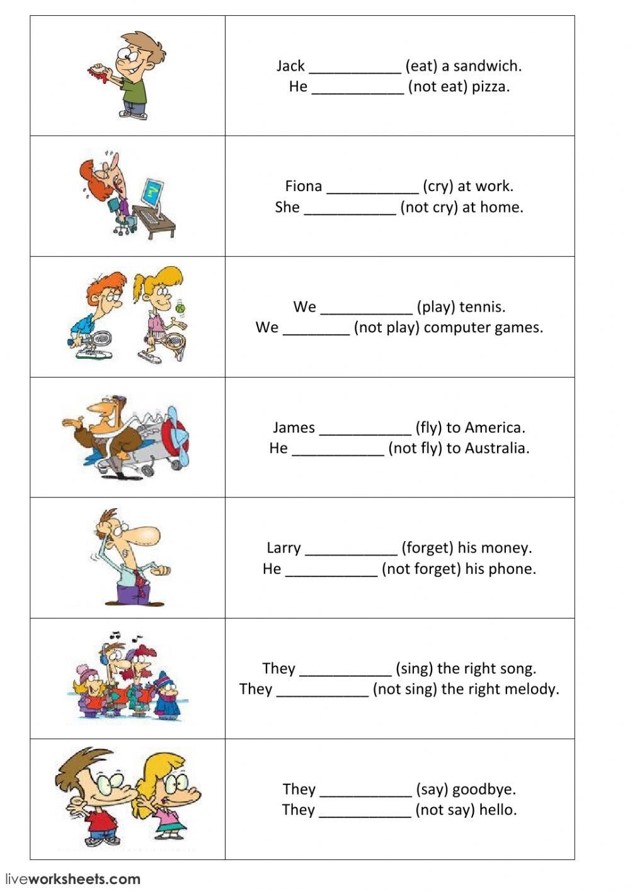 Jack ___________ (eat) a sandwich.
He ___________ (not eat) pizza.
Fiona ___________ (cry) at work.
She ___________ (not cry) at home.
We ___________ (play) tennis.
We ________ (not play) computer games.
James ___________ (fly) to America.
He ___________ (not fly) to Australia.
Larry ___________ (forget) his money.
He ___________ (not forget) his phone.
They ___________ (sing) the right song.
They ___________ (not sing) the right melody.
They ___________ (say) goodbye.
They ___________ (not say) hello.
liveworksheets.com